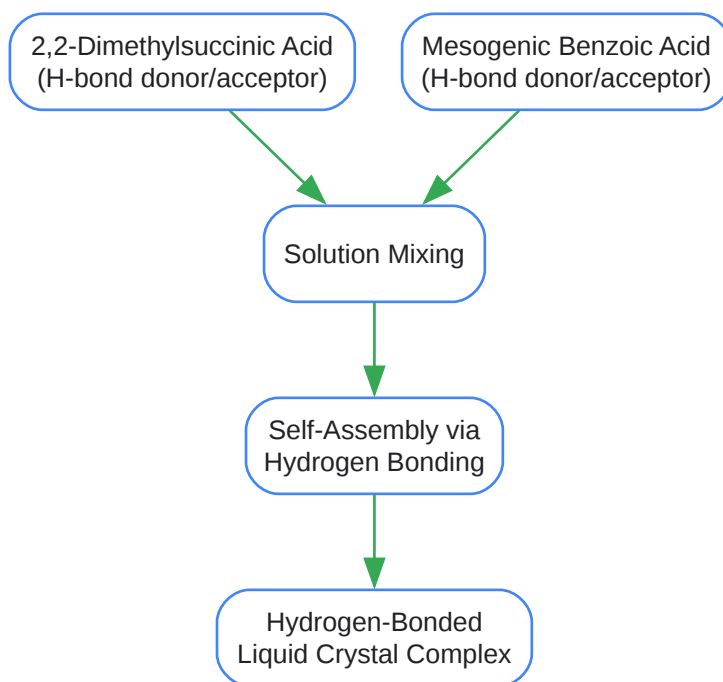 2,2-Dimethylsuccinic Acid
(H-bond donor/acceptor)
Mesogenic Benzoic Acid
(H-bond donor/acceptor)
Solution Mixing
Self-Assembly via
Hydrogen Bonding
Hydrogen-Bonded
Liquid Crystal Complex